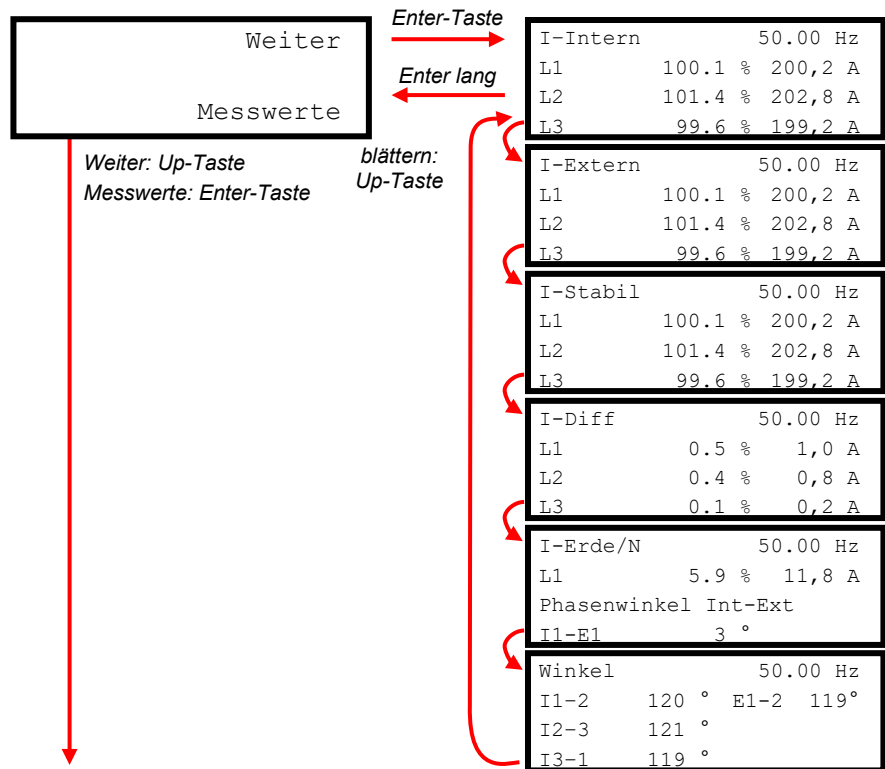 Weiter
Messwerte
Enter-Taste
Enter lang
Weiter: Up-Taste
Messwerte: Enter-Taste
blättern:
Up-Taste
I-Intern 50.00 Hz
L1 100.1 % 200,2 A
L2 101.4 % 202,8 A
L3 99.6 % 199,2 A
I-Extern 50.00 Hz
L1 100.1 % 200,2 A
L2 101.4 % 202,8 A
L3 99.6 % 199,2 A
I-Stabil 50.00 Hz
L1 100.1 % 200,2 A
L2 101.4 % 202,8 A
L3 99.6 % 199,2 A
I-Diff 50.00 Hz
L1 0.5 % 1,0 A
L2 0.4 % 0,8 A
L3 0.1 % 0,2 A
I-Erde/N 50.00 Hz
L1 5.9 % 11,8 A
Phasenwinkel Int-Ext
I1-E1 3 °
Winkel 50.00 Hz
I1-2 120 ° E1-2 119°
I2-3 121 °
I3-1 119 °